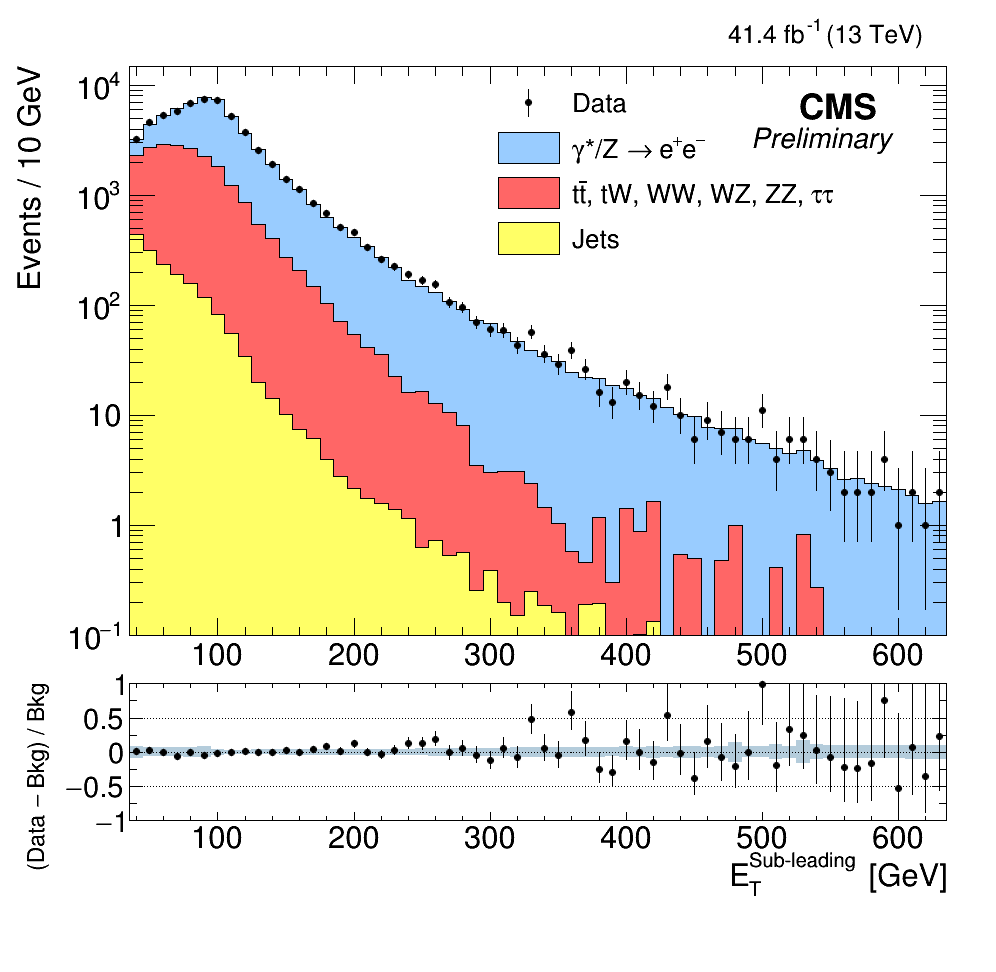 41.4 fb⁻¹ (13 TeV)
Events / 10 GeV
10⁴
10³
10²
10
1
10⁻¹
Data
γ*/Z → e⁺e⁻
tt̄, tW, WW, WZ, ZZ, ττ
Jets
CMS
Preliminary
100 200 300 400 500 600
(Data − Bkg) / Bkg
1
0.5
0
−0.5
−1
100 200 300 400 500 600
E_T^Sub-leading [GeV]